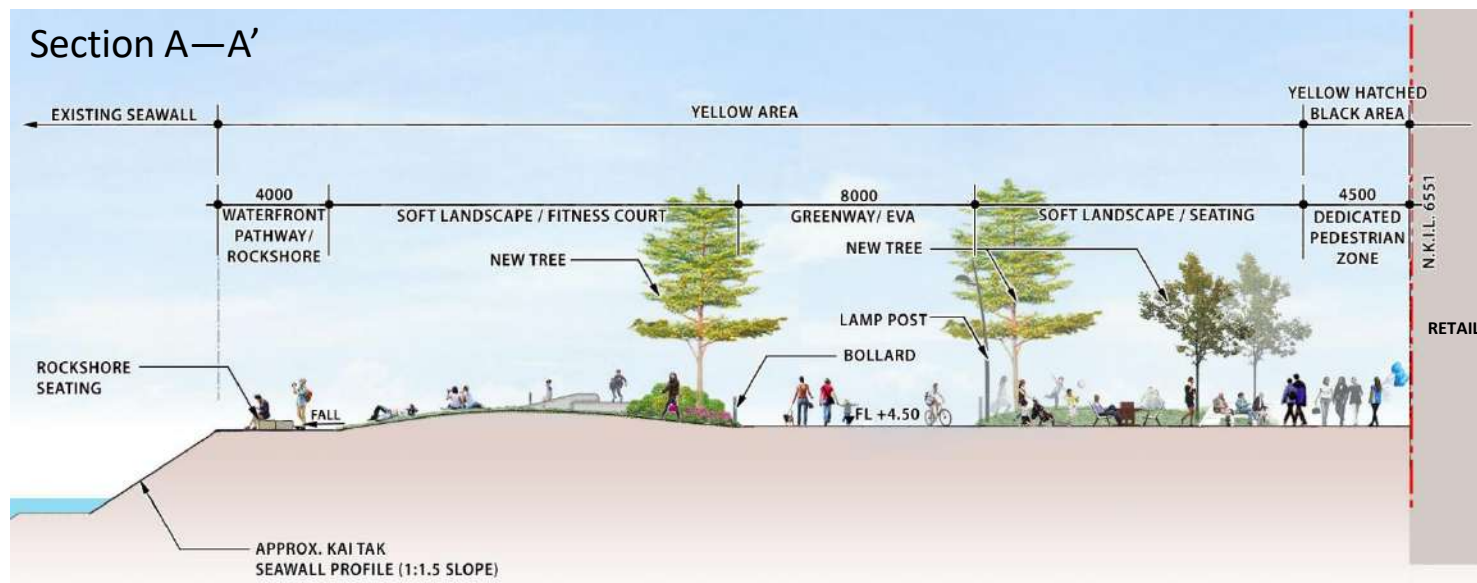 Section A—A'
EXISTING SEAWALL
YELLOW AREA
YELLOW HATCHED
BLACK AREA
4000
WATERFRONT
PATHWAY/
ROCKSHORE
SOFT LANDSCAPE / FITNESS COURT
8000
GREENWAY/ EVA
SOFT LANDSCAPE / SEATING
4500
DEDICATED
PEDESTRIAN
ZONE
N.K.I.L. 6551
NEW TREE
NEW TREE
LAMP POST
BOLLARD
RETAIL
ROCKSHORE
SEATING
FALL
FL +4.50
APPROX. KAI TAK
SEAWALL PROFILE (1:1.5 SLOPE)